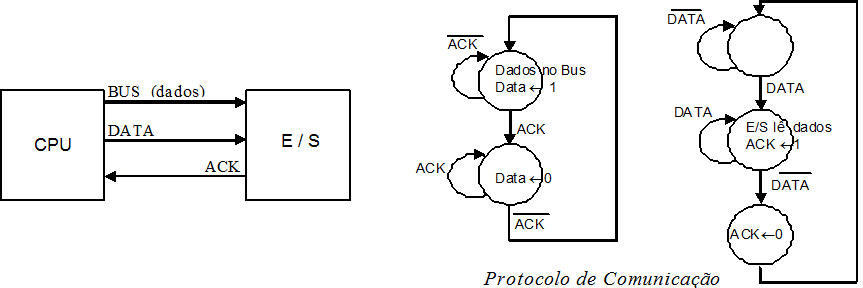 BUS (dados)
CPU
DATA
E / S
ACK
ACK
Dados no Bus
Data ← 1
ACK
ACK
Data ←0
ACK
DATA
DATA
DATA
E/S lê dados
ACK ←1
DATA
ACK←0
Protocolo de Comunicação